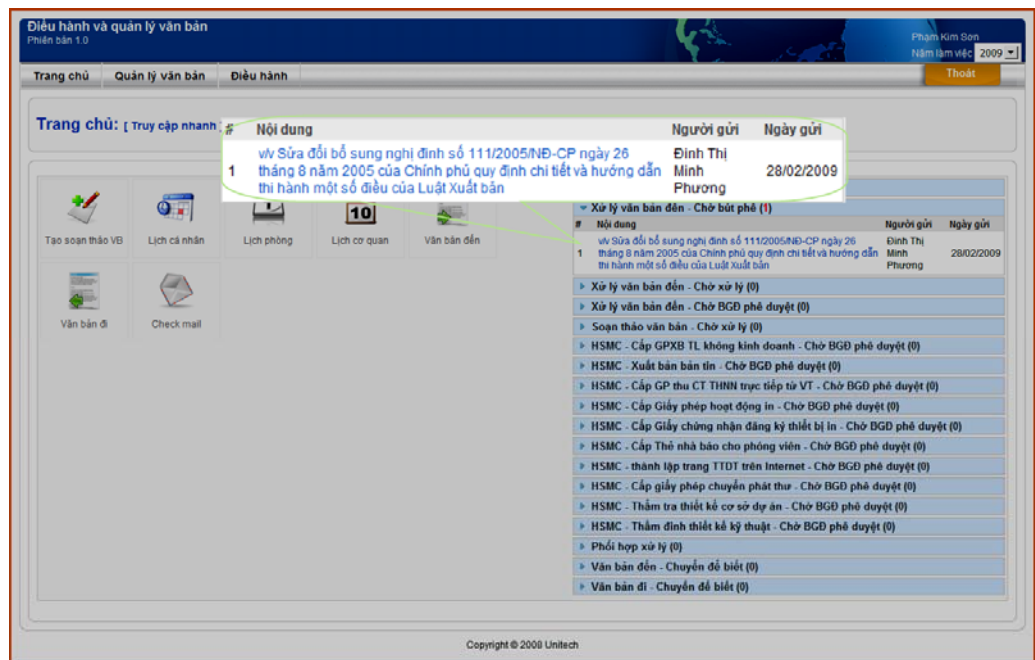 Điều hành và quản lý văn bản
Phiên bản 1.0
Phạm Kim Sơn
Năm làm việc 2009
Trang chủ Quản lý văn bản Điều hành
Thoát
Trang chủ: [ Truy cập nhanh
# Nội dung Người gửi Ngày gửi
1 v/v Sửa đổi bổ sung nghị đinh số 111/2005/NĐ-CP ngày 26 tháng 8 năm 2005 của Chính phủ quy định chi tiết và hướng dẫn thi hành một số điều của Luật Xuất bản Đinh Thị Minh Phương 28/02/2009
10
Tạo soạn thảo VB Lịch cá nhân Lịch phòng Lịch cơ quan Văn bản đến
Văn bản đi Check mail
Xử lý văn bản đến - Chờ bút phê (1)
# Nội dung Người gửi Ngày gửi
1 v/v Sửa đổi bổ sung nghị đinh số 111/2005/NĐ-CP ngày 26 tháng 8 năm 2005 của Chính phủ quy định chi tiết và hướng dẫn thi hành một số điều của Luật Xuất bản Đinh Thị Minh Phương 28/02/2009
Xử lý văn bản đến - Chờ xử lý (0)
Xử lý văn bản đến - Chờ BGĐ phê duyệt (0)
Soạn thảo văn bản - Chờ xử lý (0)
HSMC - Cấp GPXB TL không kinh doanh - Chờ BGĐ phê duyệt (0)
HSMC - Xuất bản bản tin - Chờ BGĐ phê duyệt (0)
HSMC - Cấp GP thu CT THNN trực tiếp từ VT - Chờ BGĐ phê duyệt (0)
HSMC - Cấp Giấy phép hoạt động in - Chờ BGĐ phê duyệt (0)
HSMC - Cấp Giấy chứng nhận đăng ký thiết bị in - Chờ BGĐ phê duyệt (0)
HSMC - Cấp Thẻ nhà báo cho phóng viên - Chờ BGĐ phê duyệt (0)
HSMC - thành lập trang TTDT trên Internet - Chờ BGĐ phê duyệt (0)
HSMC - Cấp giấy phép chuyển phát thư - Chờ BGĐ phê duyệt (0)
HSMC - Thẩm tra thiết kế cơ sở dự án - Chờ BGĐ phê duyệt (0)
HSMC - Thẩm đinh thiết kế kỹ thuật - Chờ BGĐ phê duyệt (0)
Phối hợp xử lý (0)
Văn bản đến - Chuyển để biết (0)
Văn bản đi - Chuyển để biết (0)
Copyright © 2008 Unitech